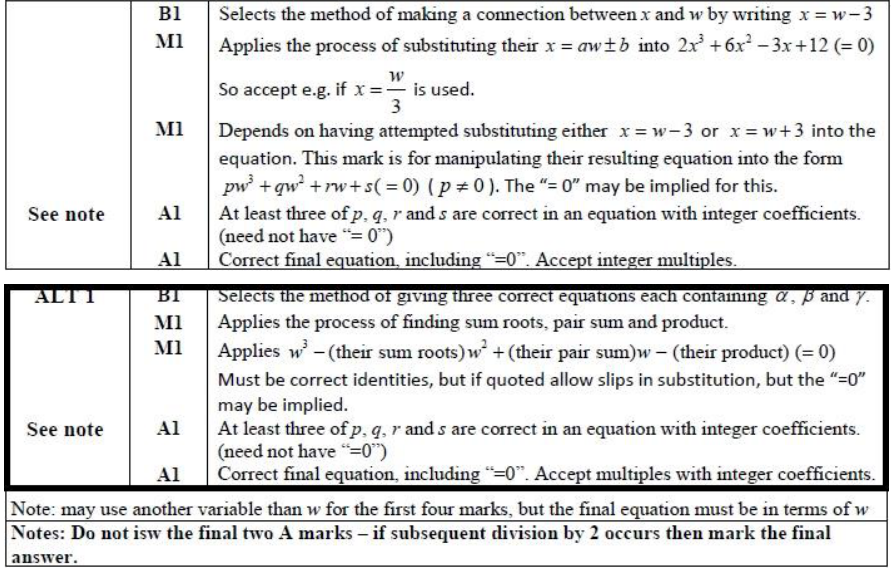 B1 Selects the method of making a connection between x and w by writing x = w−3
M1 Applies the process of substituting their x = aw ± b into 2x³ + 6x² − 3x + 12 (= 0)
So accept e.g. if x = w/3 is used.
M1 Depends on having attempted substituting either x = w−3 or x = w+3 into the
equation. This mark is for manipulating their resulting equation into the form
pw³ + qw² + rw + s(= 0) ( p ≠ 0 ). The “= 0” may be implied for this.
See note A1 At least three of p, q, r and s are correct in an equation with integer coefficients.
(need not have “= 0”)
A1 Correct final equation, including “=0”. Accept integer multiples.
ALT 1 B1 Selects the method of giving three correct equations each containing α, β and γ.
M1 Applies the process of finding sum roots, pair sum and product.
M1 Applies w³ − (their sum roots)w² + (their pair sum)w − (their product) (= 0)
Must be correct identities, but if quoted allow slips in substitution, but the “=0”
may be implied.
See note A1 At least three of p, q, r and s are correct in an equation with integer coefficients.
(need not have “=0”)
A1 Correct final equation, including “=0”. Accept multiples with integer coefficients.
Note: may use another variable than w for the first four marks, but the final equation must be in terms of w
Notes: Do not isw the final two A marks – if subsequent division by 2 occurs then mark the final
answer.